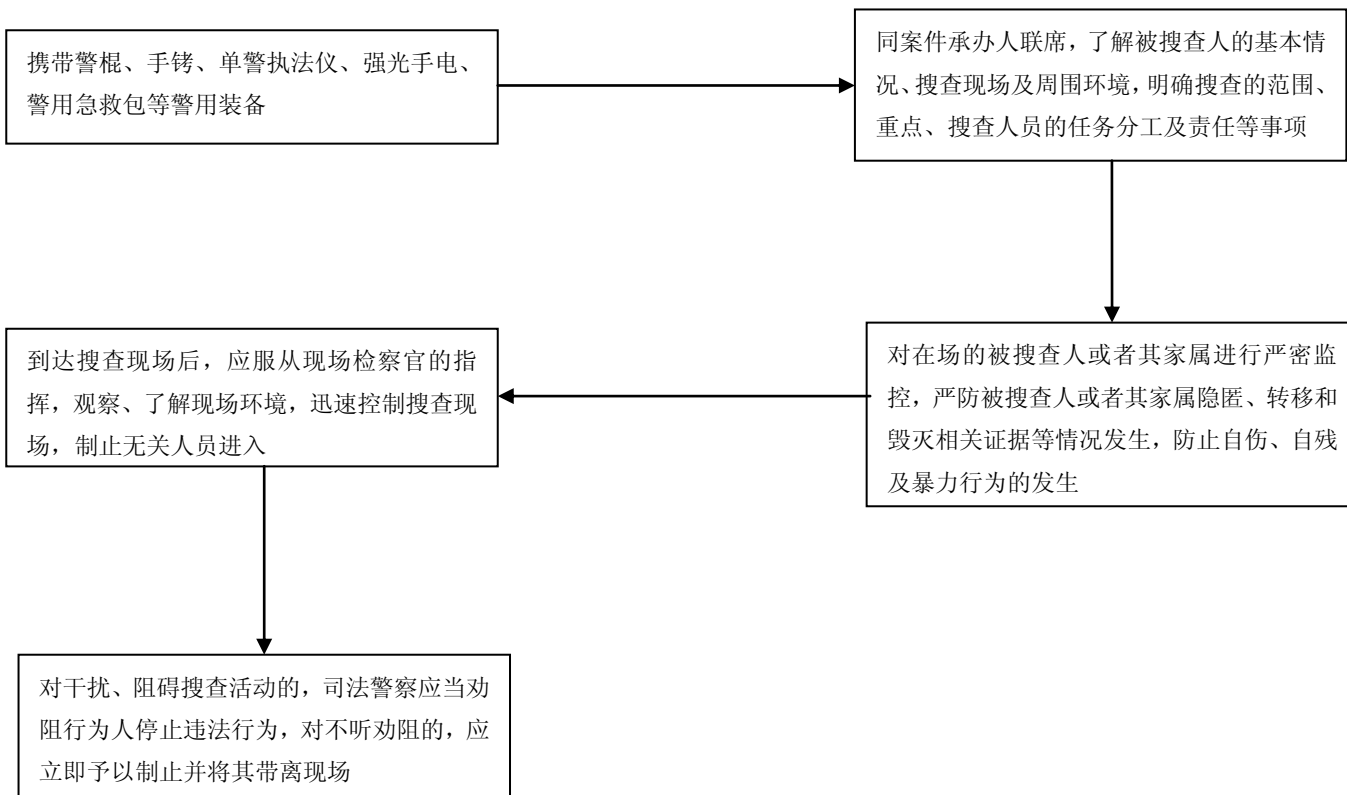 携带警棍、手铐、单警执法仪、强光手电、
警用急救包等警用装备
同案件承办人联席，了解被搜查人的基本情
况、搜查现场及周围环境，明确搜查的范围、
重点、搜查人员的任务分工及责任等事项
到达搜查现场后，应服从现场检察官的指
挥，观察、了解现场环境，迅速控制搜查现
场，制止无关人员进入
对在场的被搜查人或者其家属进行严密监
控，严防被搜查人或者其家属隐匿、转移和
毁灭相关证据等情况发生，防止自伤、自残
及暴力行为的发生
对干扰、阻碍搜查活动的，司法警察应当劝
阻行为人停止违法行为，对不听劝阻的，应
立即予以制止并将其带离现场